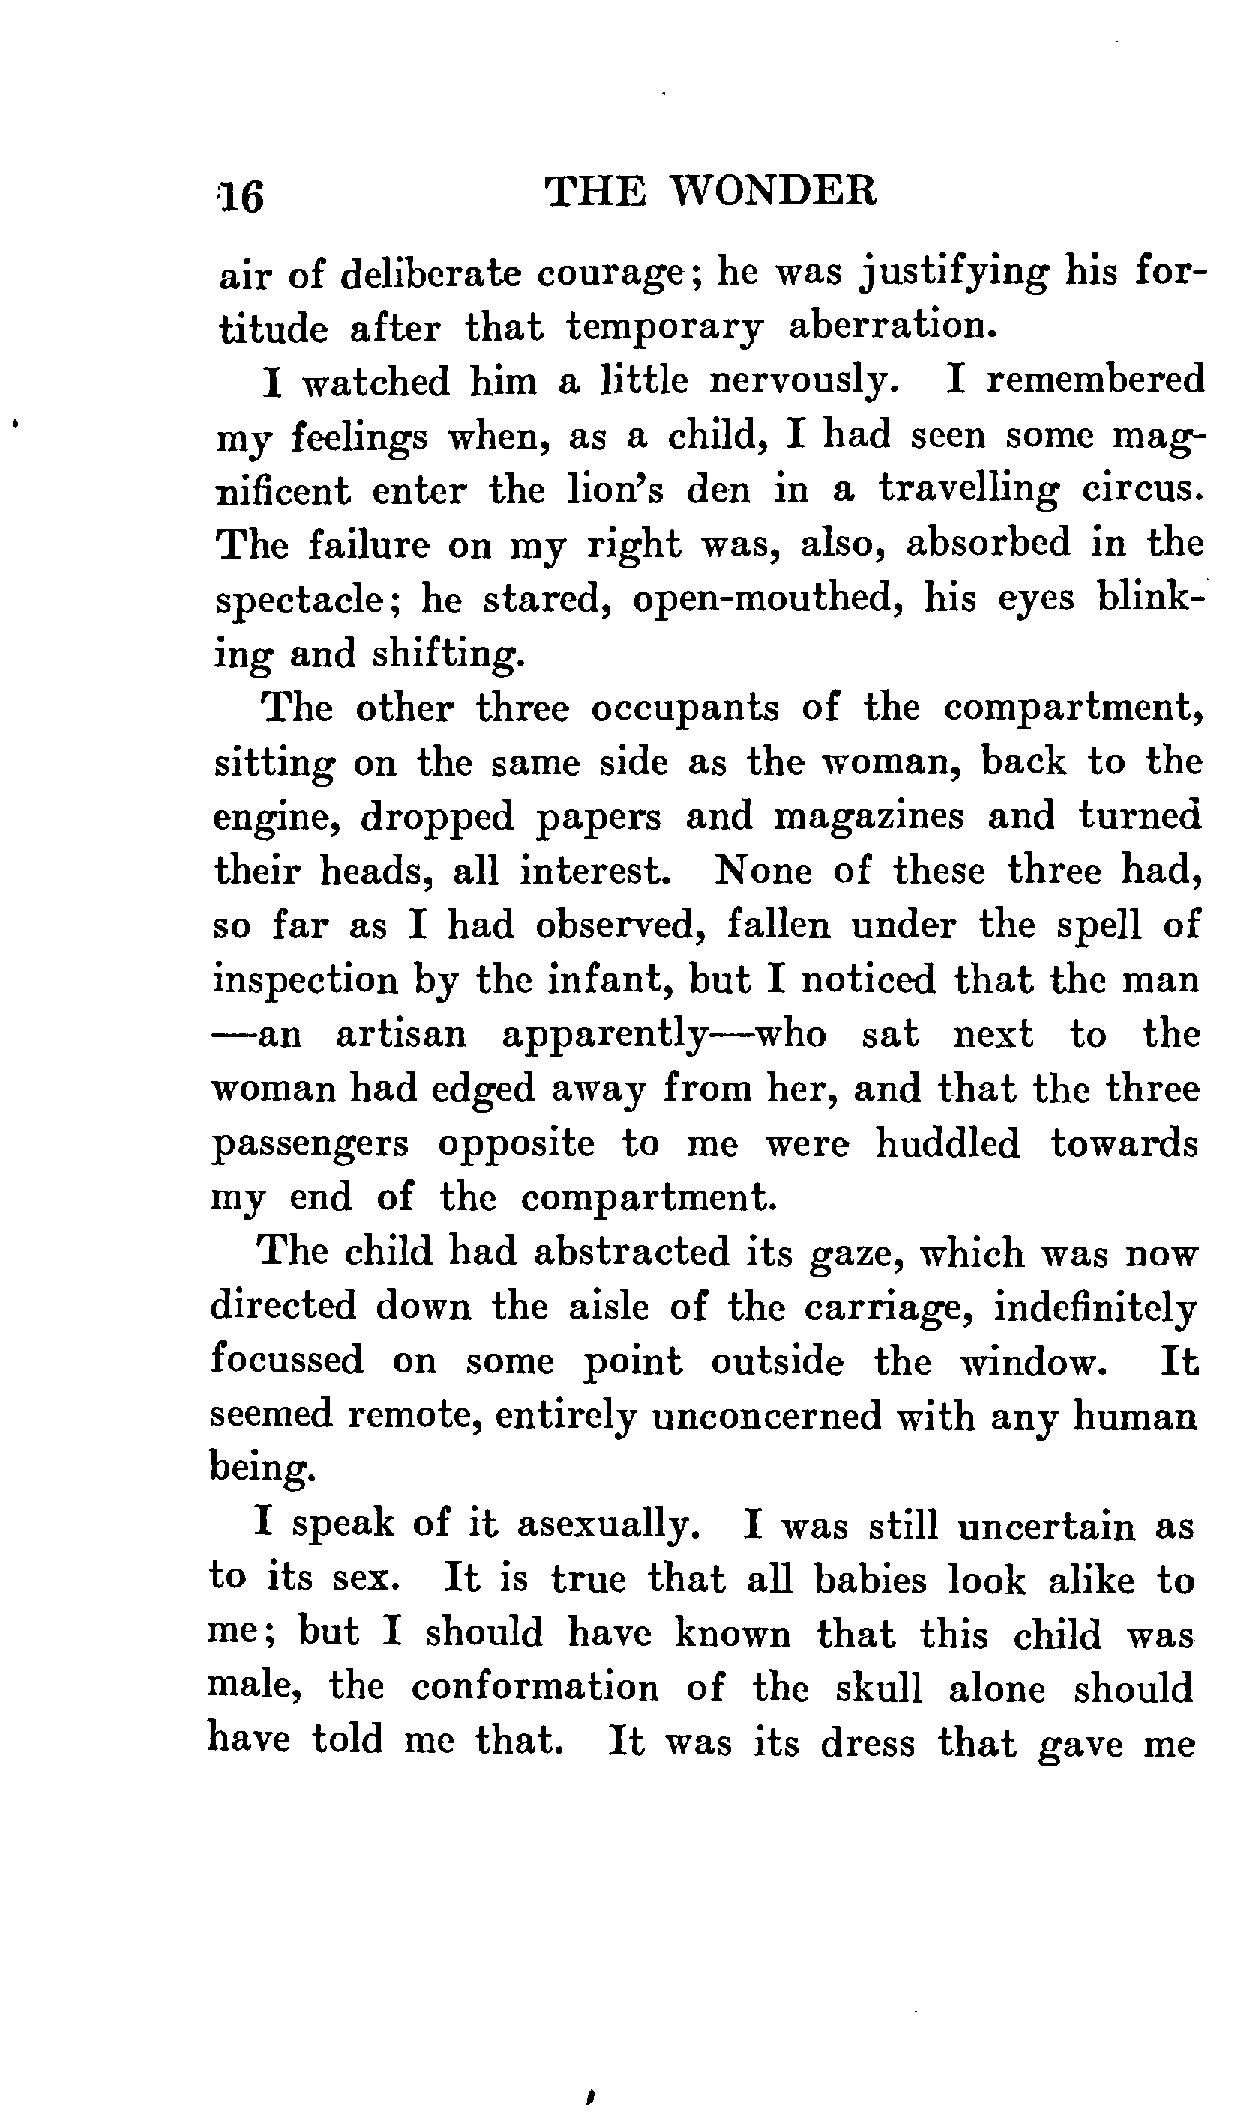 16 THE WONDER
air of deliberate courage; he was justifying his for-
titude after that temporary aberration.
I watched him a little nervously. I remembered
my feelings when, as a child, I had seen some mag-
nificent enter the lion's den in a travelling circus.
The failure on my right was, also, absorbed in the
spectacle; he stared, open-mouthed, his eyes blink-
ing and shifting.
The other three occupants of the compartment,
sitting on the same side as the woman, back to the
engine, dropped papers and magazines and turned
their heads, all interest. None of these three had,
so far as I had observed, fallen under the spell of
inspection by the infant, but I noticed that the man
—an artisan apparently—who sat next to the
woman had edged away from her, and that the three
passengers opposite to me were huddled towards
my end of the compartment.
The child had abstracted its gaze, which was now
directed down the aisle of the carriage, indefinitely
focussed on some point outside the window. It
seemed remote, entirely unconcerned with any human
being.
I speak of it asexually. I was still uncertain as
to its sex. It is true that all babies look alike to
me; but I should have known that this child was
male, the conformation of the skull alone should
have told me that. It was its dress that gave me